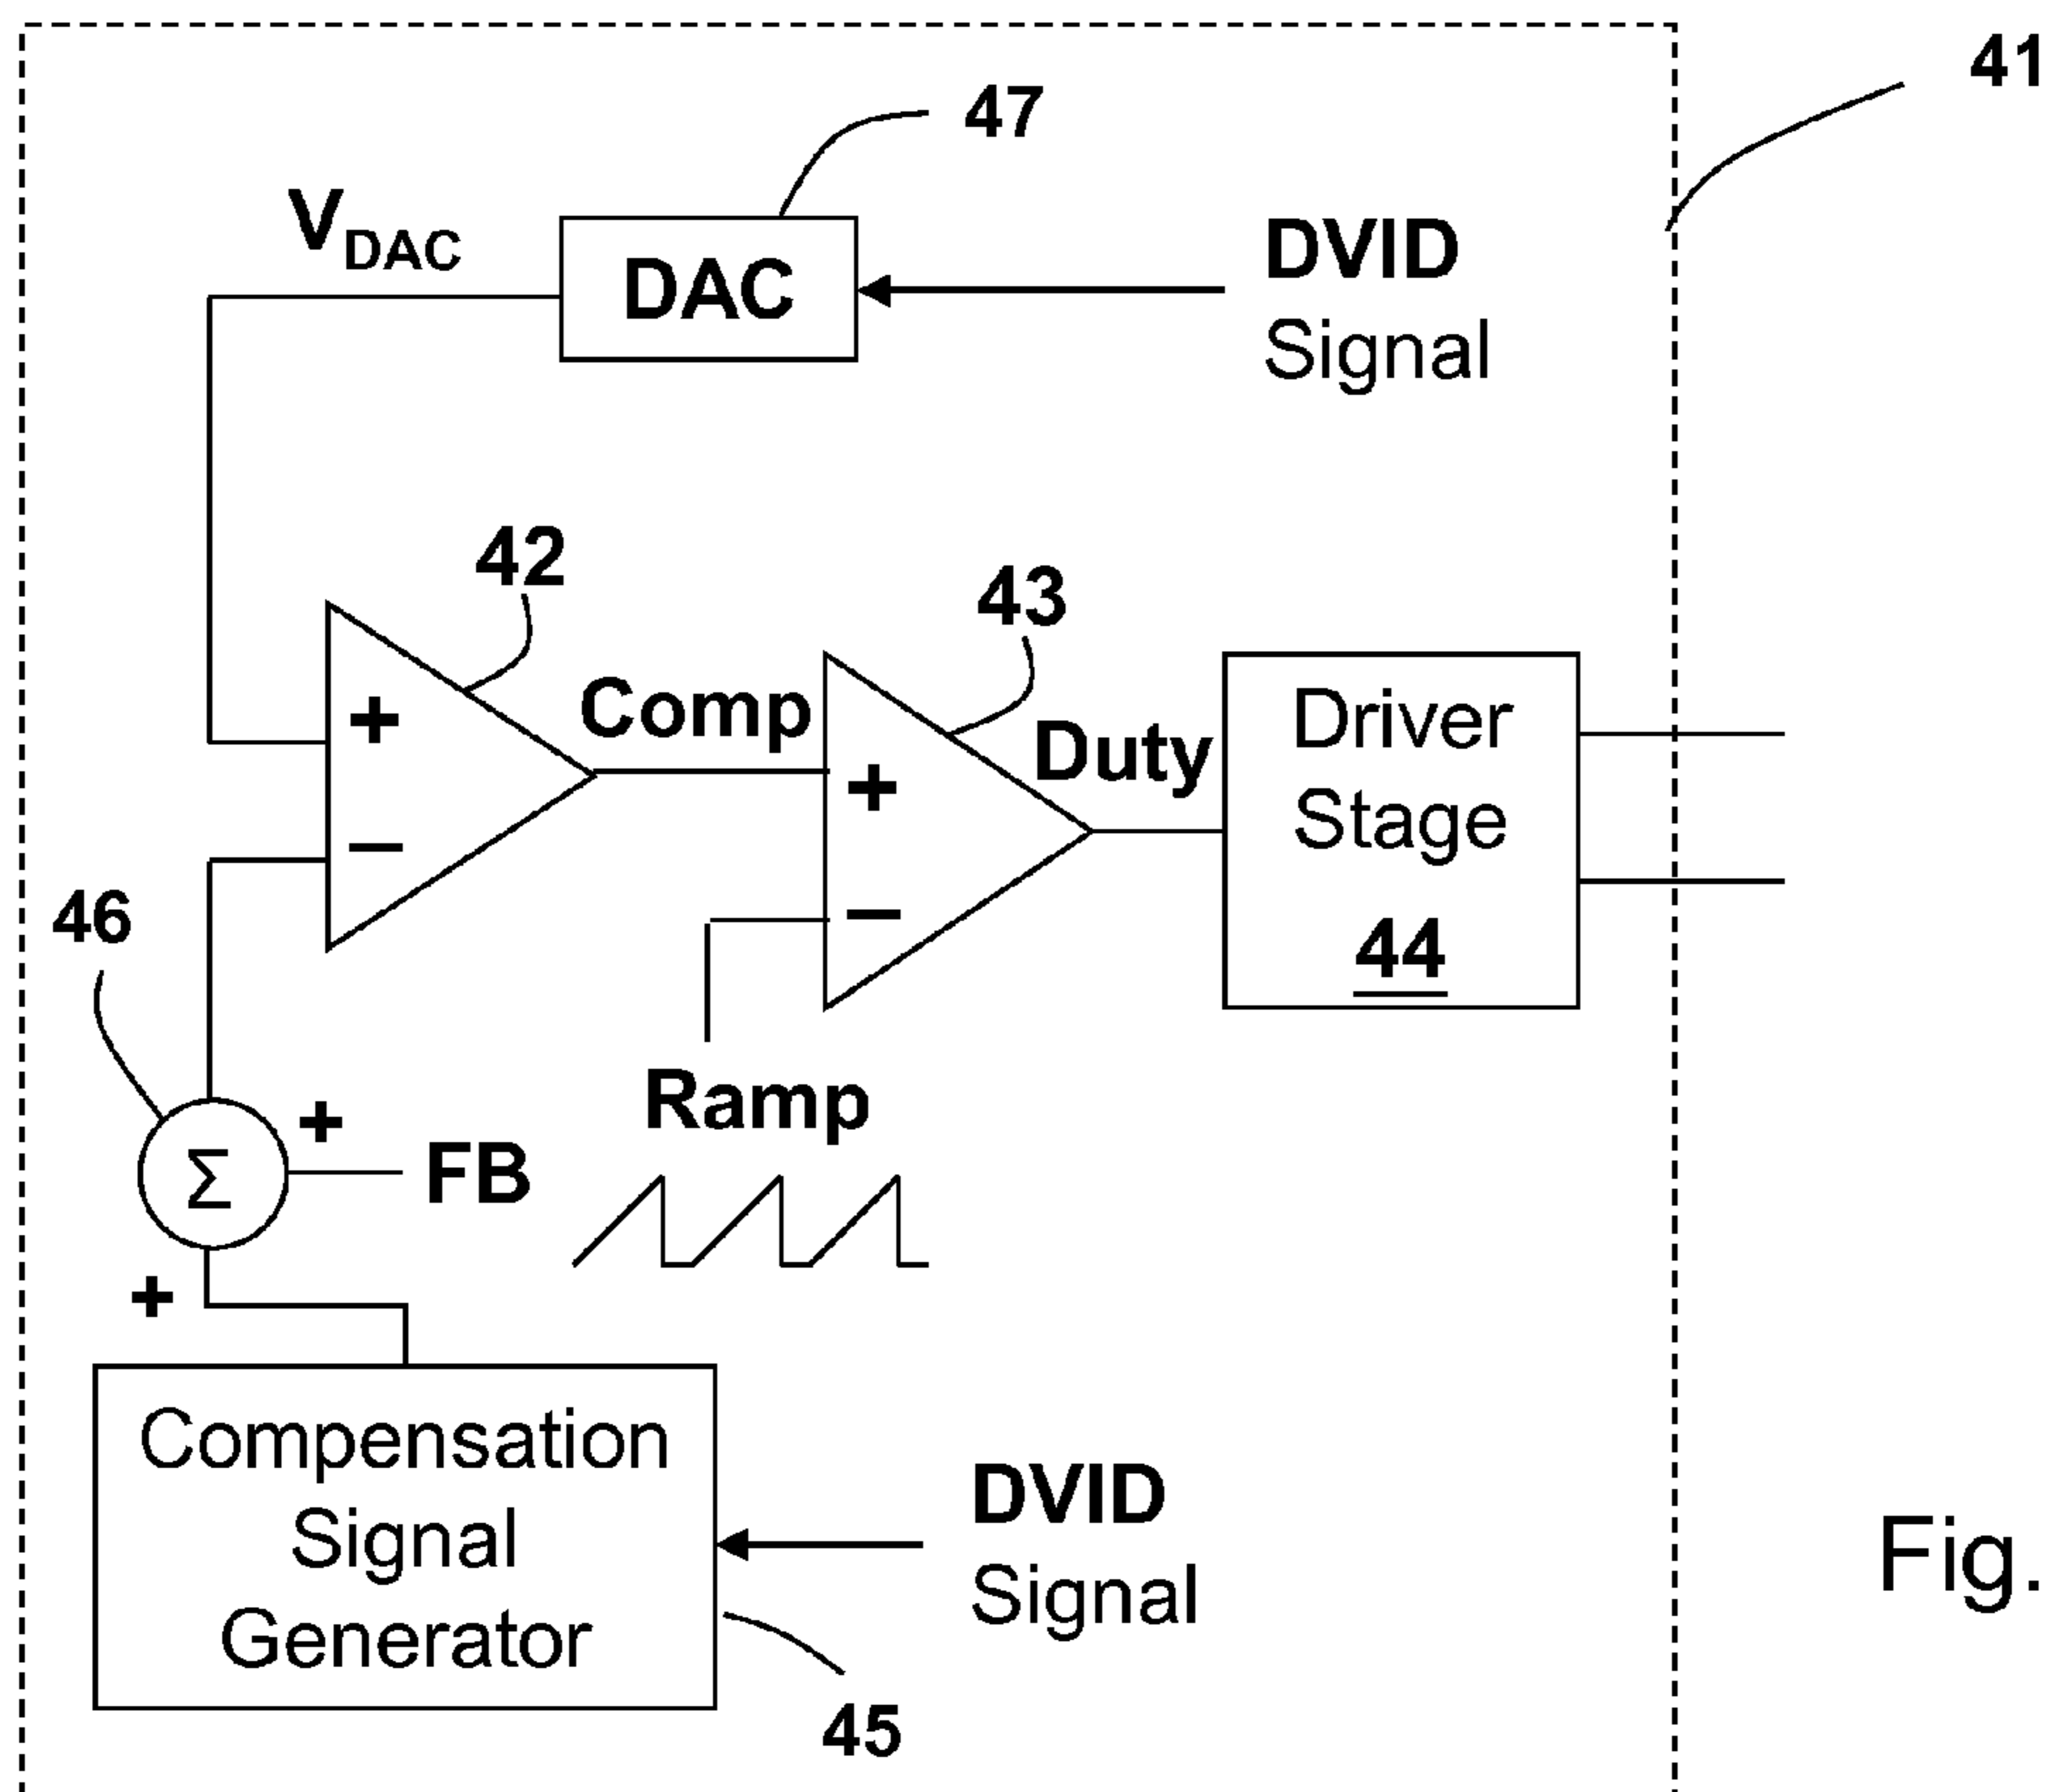 41
47
V_DAC
DAC
DVID
Signal
42
43
+
−
Comp
+
−
Duty
Driver
Stage
44
46
Σ
+
FB
Ramp
+
Compensation
Signal
Generator
DVID
Signal
45
Fig.